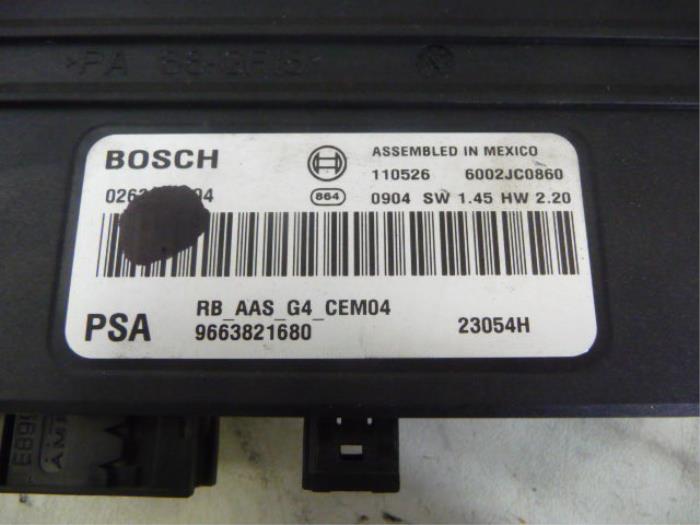 BOSCH
ASSEMBLED IN MEXICO
110526 6002JC0860
864
0904 SW 1.45 HW 2.20
RB_AAS_G4_CEM04
PSA
9663821680
23054H